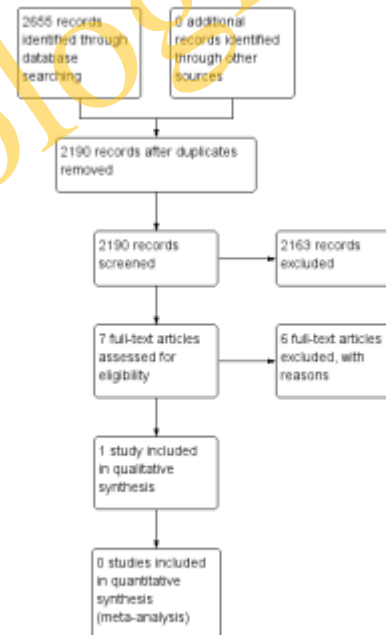 2655 records
identified through
database
searching
0 additional
records identified
through other
sources
2190 records after duplicates
removed
2190 records
screened
2163 records
excluded
7 full-text articles
assessed for
eligibility
6 full-text articles
excluded, with
reasons
1 study included
in qualitative
synthesis
0 studies included
in quantitative
synthesis
(meta-analysis)